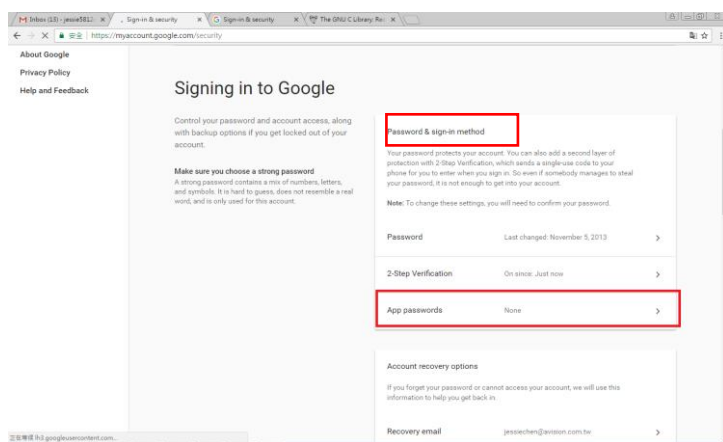 Inbox (13) - jessie5812
Sign-in & security
Sign-in & security
The GNU C Library: Re
安全
https://myaccount.google.com/security
About Google
Privacy Policy
Help and Feedback
Signing in to Google
Control your password and account access, along
with backup options if you get locked out of your
account.
Make sure you choose a strong password
A strong password contains a mix of numbers, letters,
and symbols. It is hard to guess, does not resemble a real
word, and is only used for this account.
Password & sign-in method
Your password protects your account. You can also add a second layer of
protection with 2-Step Verification, which sends a single-use code to your
phone for you to enter when you sign in. So even if somebody manages to steal
your password, it is not enough to get into your account.
Note: To change these settings, you will need to confirm your password.
Password Last changed: November 5, 2013
2-Step Verification On since: Just now
App passwords None
Account recovery options
If you forget your password or cannot access your account, we will use this
information to help you get back in
Recovery email jessiechen@avision.com.tw
lh3.googleusercontent.com...